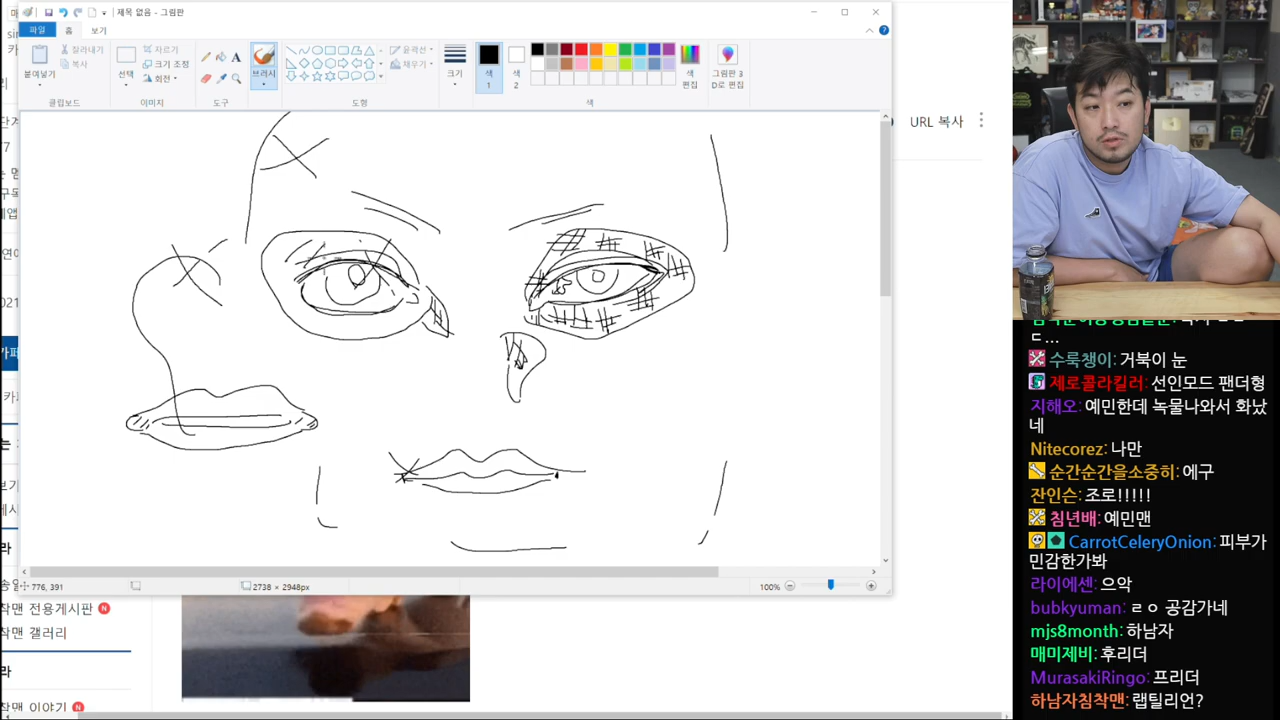 제목 없음 - 그림판
파일
홈
보기
붙여넣기
잘라내기
복사
클립보드
선택
자르기
크기 조정
회전
이미지
A
도구
브러시
윤곽선
채우기
도형
크기
색
1
색
2
색
편집
색
그림판 3
D로 편집
URL 복사
776, 391
2738 × 2948px
100%
착맨 전용게시판 N
착맨 갤러리
라
착맨 이야기 N
ㄷ...
수룩챙이: 거북이 눈
제로콜라킬러: 선인모드 팬더형
지해오: 예민한데 녹물나와서 화났
네
Nitecorez: 나만
순간순간을소중히: 에구
잔인슨: 조로!!!!!
침년배: 예민맨
CarrotCeleryOnion: 피부가
민감한가봐
라이에센: 으악
bubkyuman: ㄹㅇ 공감가네
mjs8month: 하남자
매미제비: 후리더
MurasakiRingo: 프리더
하남자침착맨: 랩틸리언?